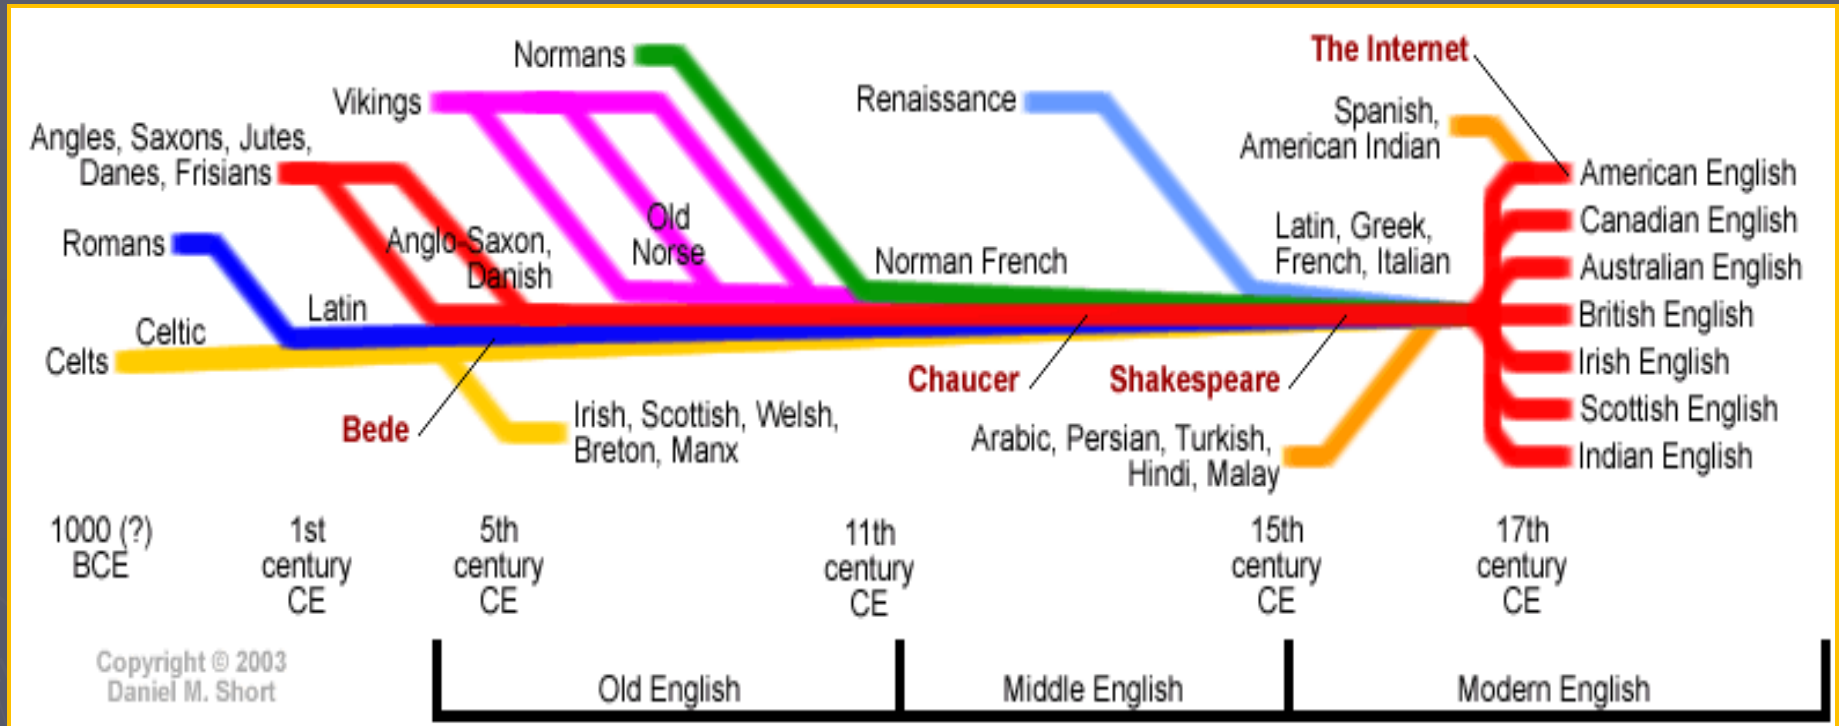 Normans
The Internet
Vikings
Renaissance
Spanish,
American Indian
Angles, Saxons, Jutes,
Danes, Frisians
American English
Canadian English
Romans
Anglo-Saxon,
Danish
Old
Norse
Norman French
Latin, Greek,
French, Italian
Australian English
Latin
British English
Celtic
Celts
Irish English
Chaucer
Shakespeare
Scottish English
Bede
Irish, Scottish, Welsh,
Breton, Manx
Arabic, Persian, Turkish,
Hindi, Malay
Indian English
1000 (?)
BCE
1st
century
CE
5th
century
CE
11th
century
CE
15th
century
CE
17th
century
CE
Copyright © 2003
Daniel M. Short
Old English
Middle English
Modern English